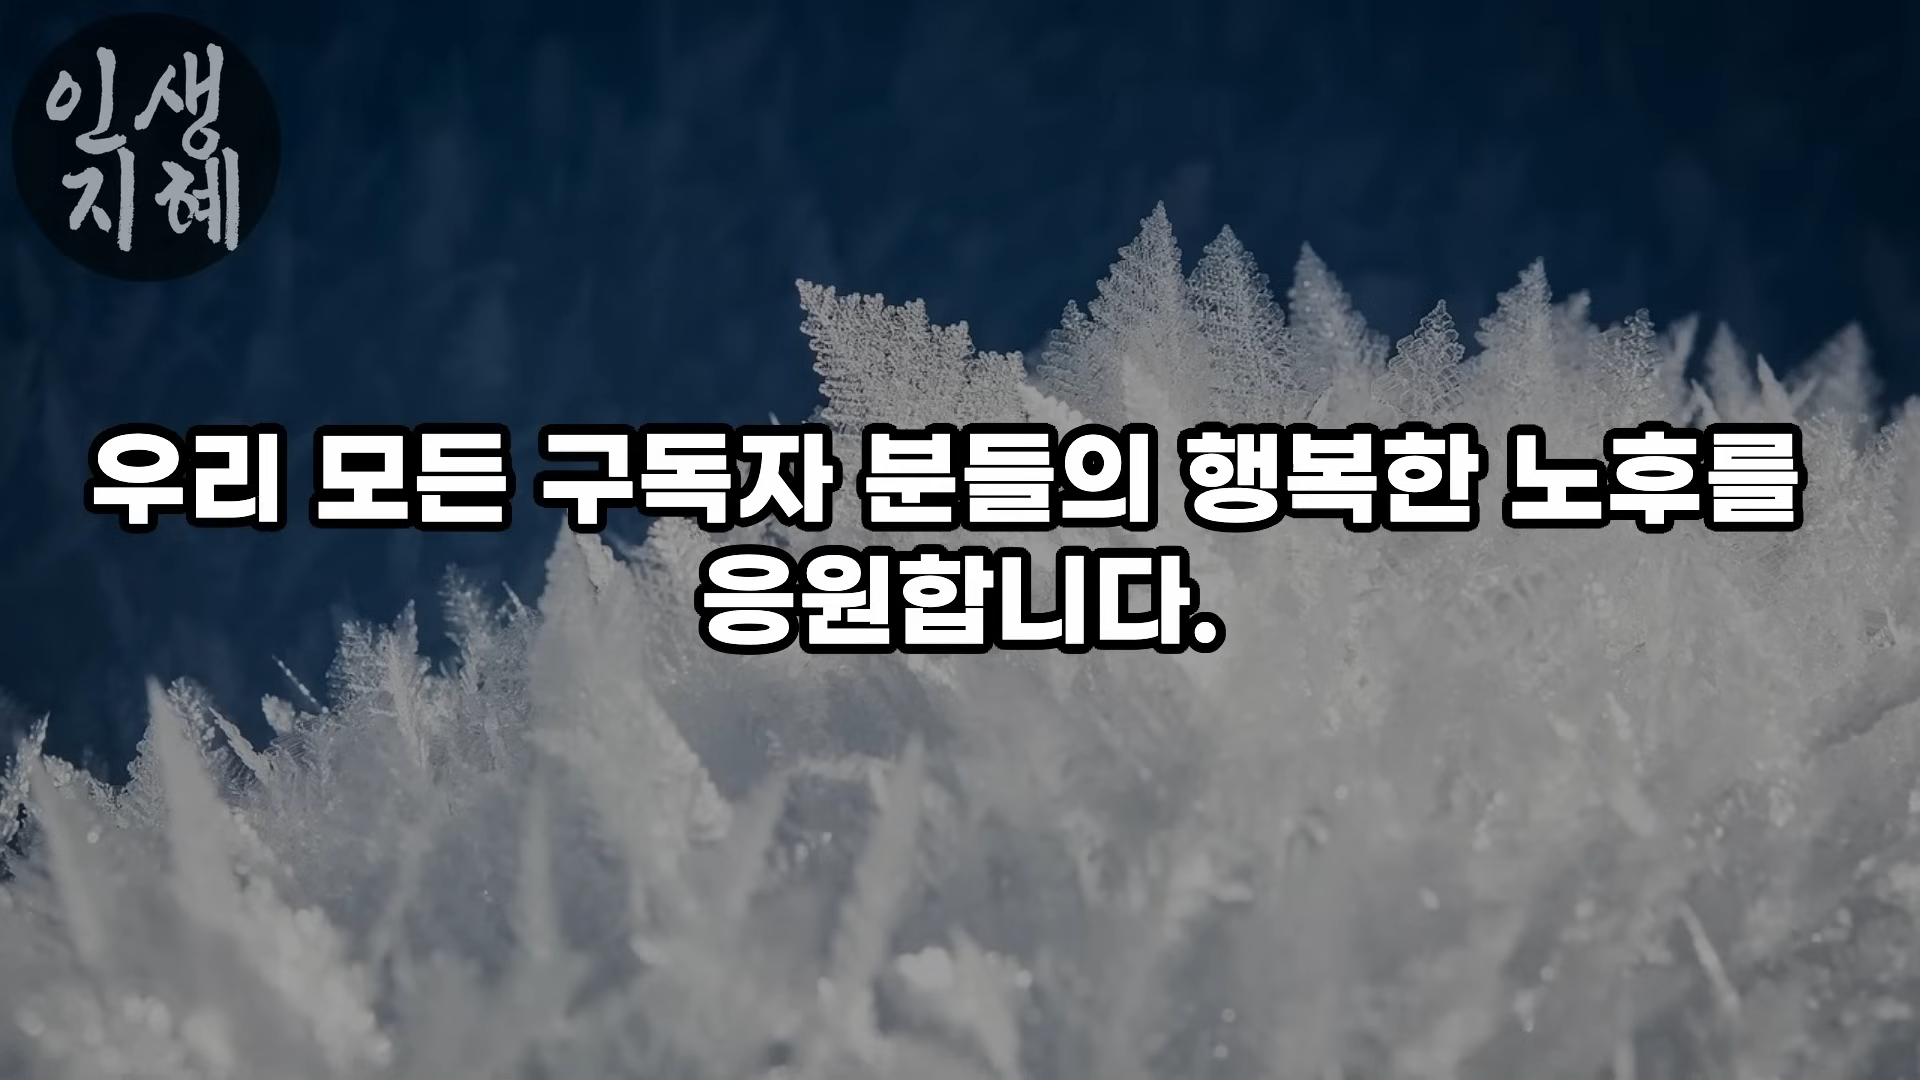 인생
지혜
우리 모든 구독자 분들의 행복한 노후를
응원합니다.